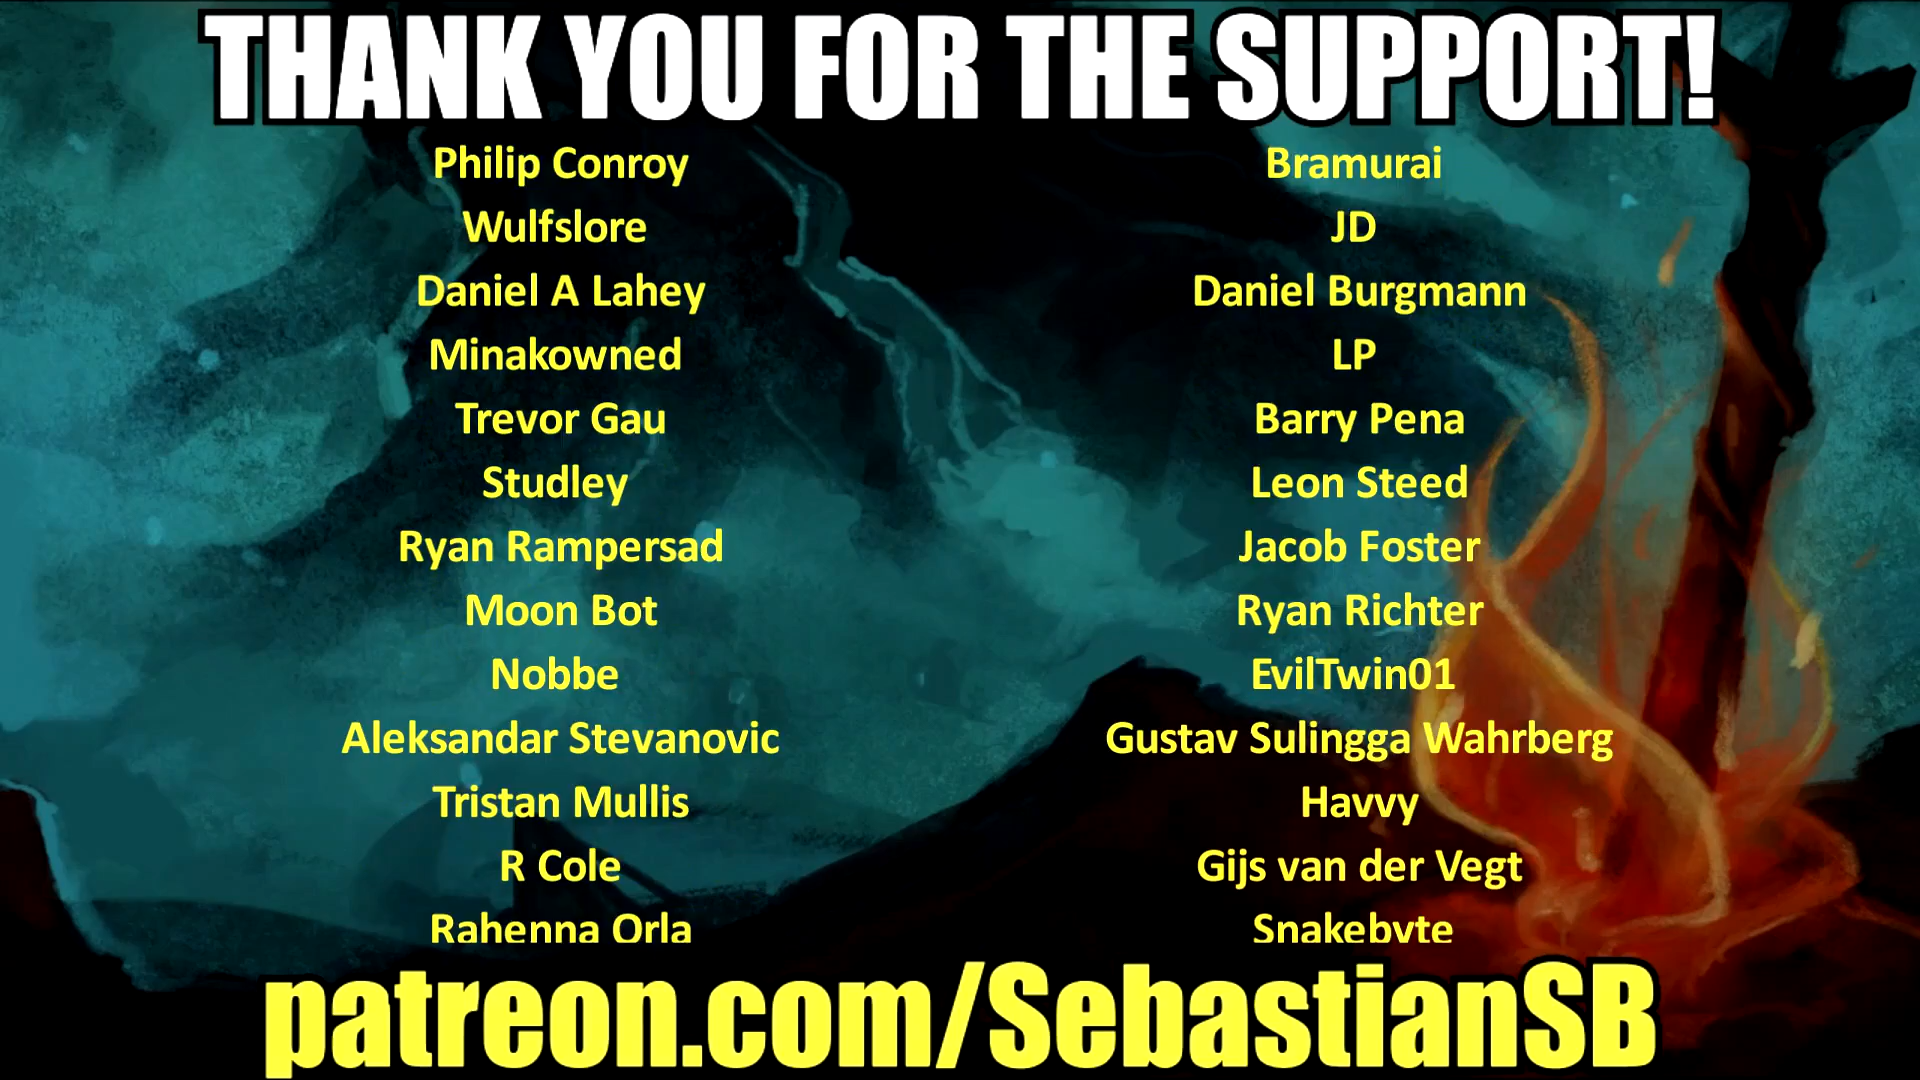 THANK YOU FOR THE SUPPORT!
Philip Conroy
Wulfslore
Daniel A Lahey
Minakowned
Trevor Gau
Studley
Ryan Rampersad
Moon Bot
Nobbe
Aleksandar Stevanovic
Tristan Mullis
R Cole
Rahenna Orla
Bramurai
JD
Daniel Burgmann
LP
Barry Pena
Leon Steed
Jacob Foster
Ryan Richter
EvilTwin01
Gustav Sulingga Wahrberg
Havvy
Gijs van der Vegt
Snakebyte
patreon.com/SebastianSB